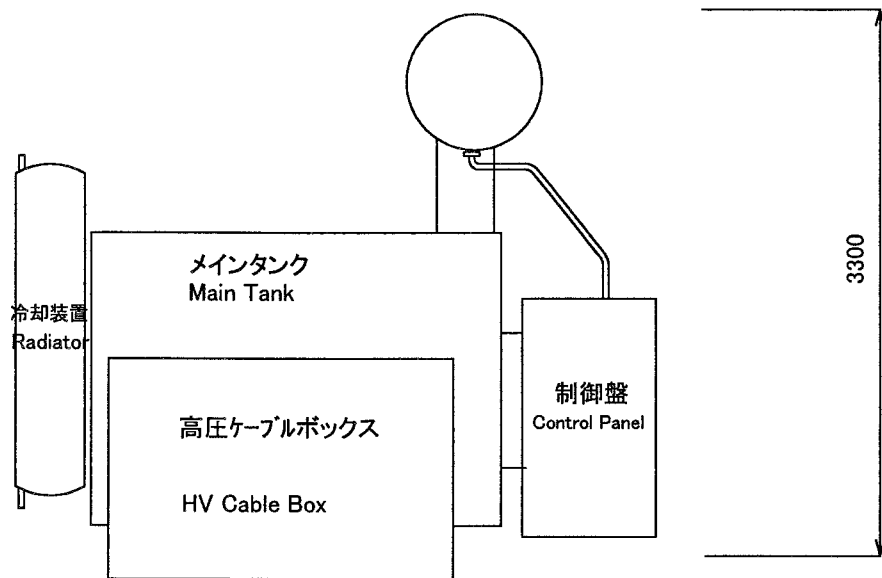 メインタンク
Main Tank
冷却装置
Radiator
高圧ケーブルボックス
HV Cable Box
制御盤
Control Panel
3300